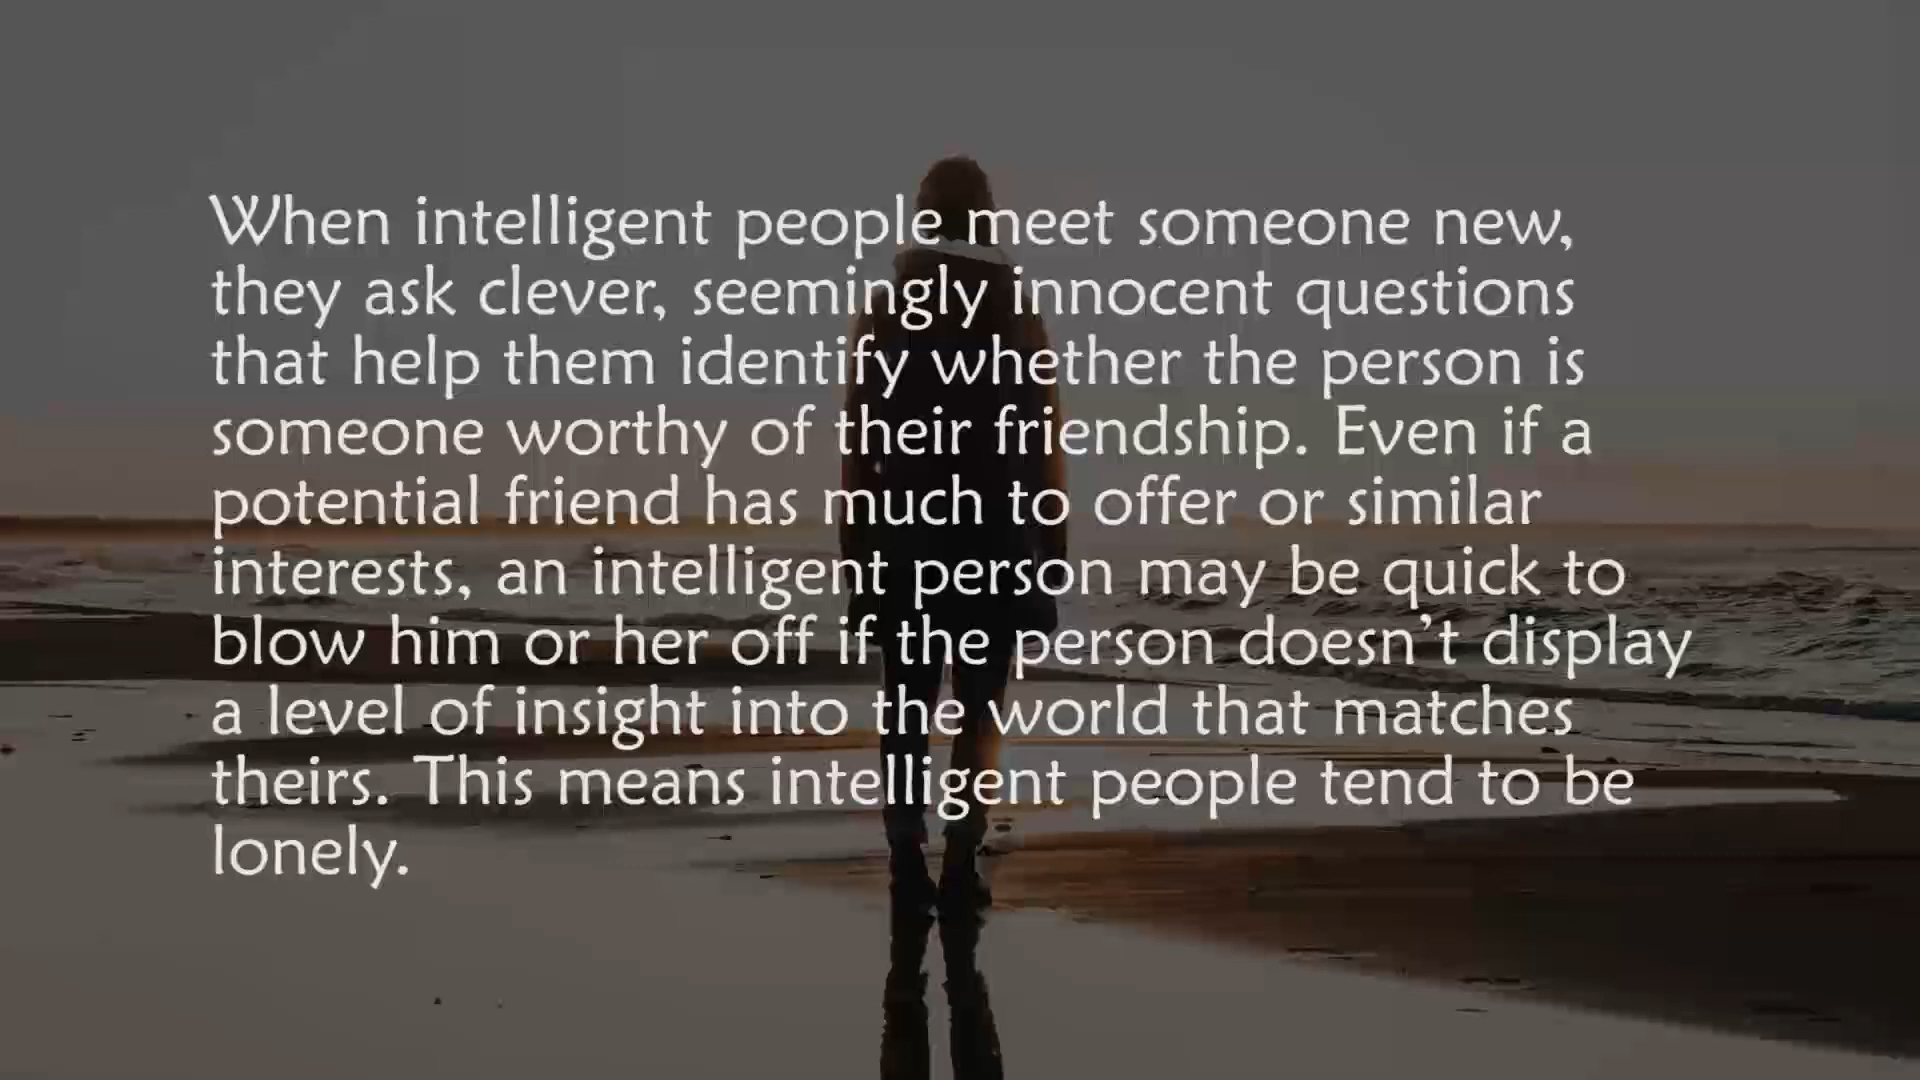 When intelligent people meet someone new,
they ask clever, seemingly innocent questions
that help them identify whether the person is
someone worthy of their friendship. Even if a
potential friend has much to offer or similar
interests, an intelligent person may be quick to
blow him or her off if the person doesn’t display
a level of insight into the world that matches
theirs. This means intelligent people tend to be
lonely.